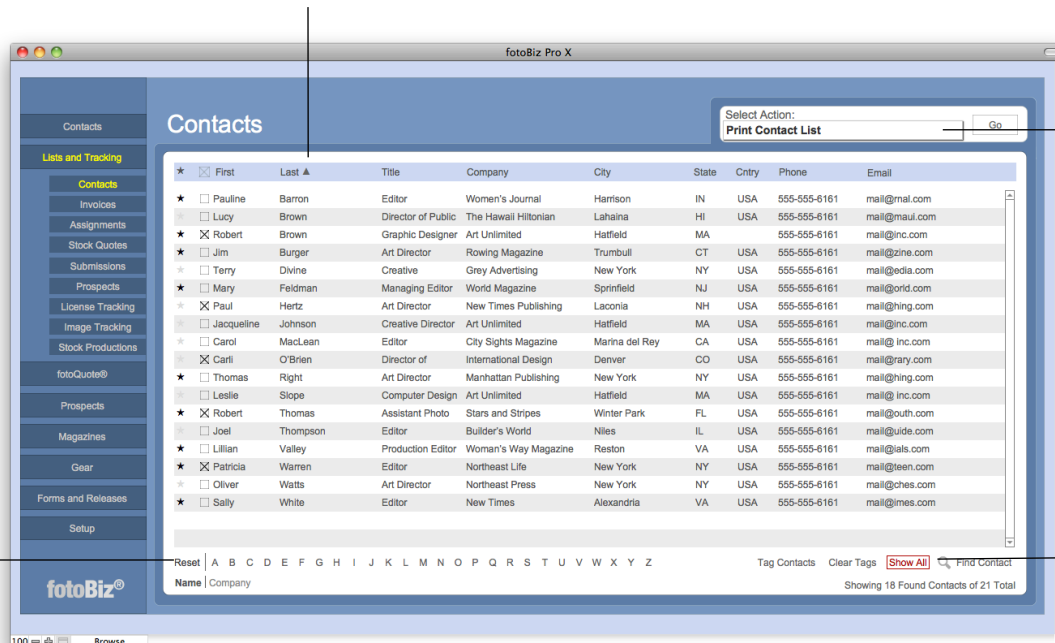 fotoBiz Pro X
Contacts
Lists and Tracking
Contacts
Invoices
Assignments
Stock Quotes
Submissions
Prospects
License Tracking
Image Tracking
Stock Productions
fotoQuote®
Prospects
Magazines
Gear
Forms and Releases
Setup
fotoBiz®
Contacts
Select Action:
Print Contact List
Go
★ First Last ▲ Title Company City State Cntry Phone Email
★ Pauline Barron Editor Women's Journal Harrison IN USA 555-555-6161 mail@rnal.com
★ Lucy Brown Director of Public The Hawaii Hiltonian Lahaina HI USA 555-555-6161 mail@maui.com
★ Robert Brown Graphic Designer Art Unlimited Hatfield MA 555-555-6161 mail@inc.com
★ Jim Burger Art Director Rowing Magazine Trumbull CT USA 555-555-6161 mail@zine.com
★ Terry Divine Creative Grey Advertising New York NY USA 555-555-6161 mail@edia.com
★ Mary Feldman Managing Editor World Magazine Sprinfield NJ USA 555-555-6161 mail@orld.com
★ Paul Hertz Art Director New Times Publishing Laconia NH USA 555-555-6161 mail@hing.com
★ Jacqueline Johnson Creative Director Art Unlimited Hatfield MA USA 555-555-6161 mail@inc.com
★ Carol MacLean Editor City Sights Magazine Marina del Rey CA USA 555-555-6161 mail@ inc.com
★ Carli O'Brien Director of International Design Denver CO USA 555-555-6161 mail@rary.com
★ Thomas Right Art Director Manhattan Publishing New York NY USA 555-555-6161 mail@hing.com
★ Leslie Slope Computer Design Art Unlimited Hatfield MA USA 555-555-6161 mail@ inc.com
★ Robert Thomas Assistant Photo Stars and Stripes Winter Park FL USA 555-555-6161 mail@outh.com
★ Joel Thompson Editor Builder's World Niles IL USA 555-555-6161 mail@uide.com
★ Lillian Valley Production Editor Woman's Way Magazine Reston VA USA 555-555-6161 mail@ials.com
★ Patricia Warren Editor Northeast Life New York NY USA 555-555-6161 mail@teen.com
★ Oliver Watts Art Director Northeast Press New York NY USA 555-555-6161 mail@ches.com
★ Sally White Editor New Times Alexandria VA USA 555-555-6161 mail@imes.com
Reset A B C D E F G H I J K L M N O P Q R S T U V W X Y Z Tag Contacts Clear Tags Show All Find Contact
Name Company
Showing 18 Found Contacts of 21 Total
100 Browse